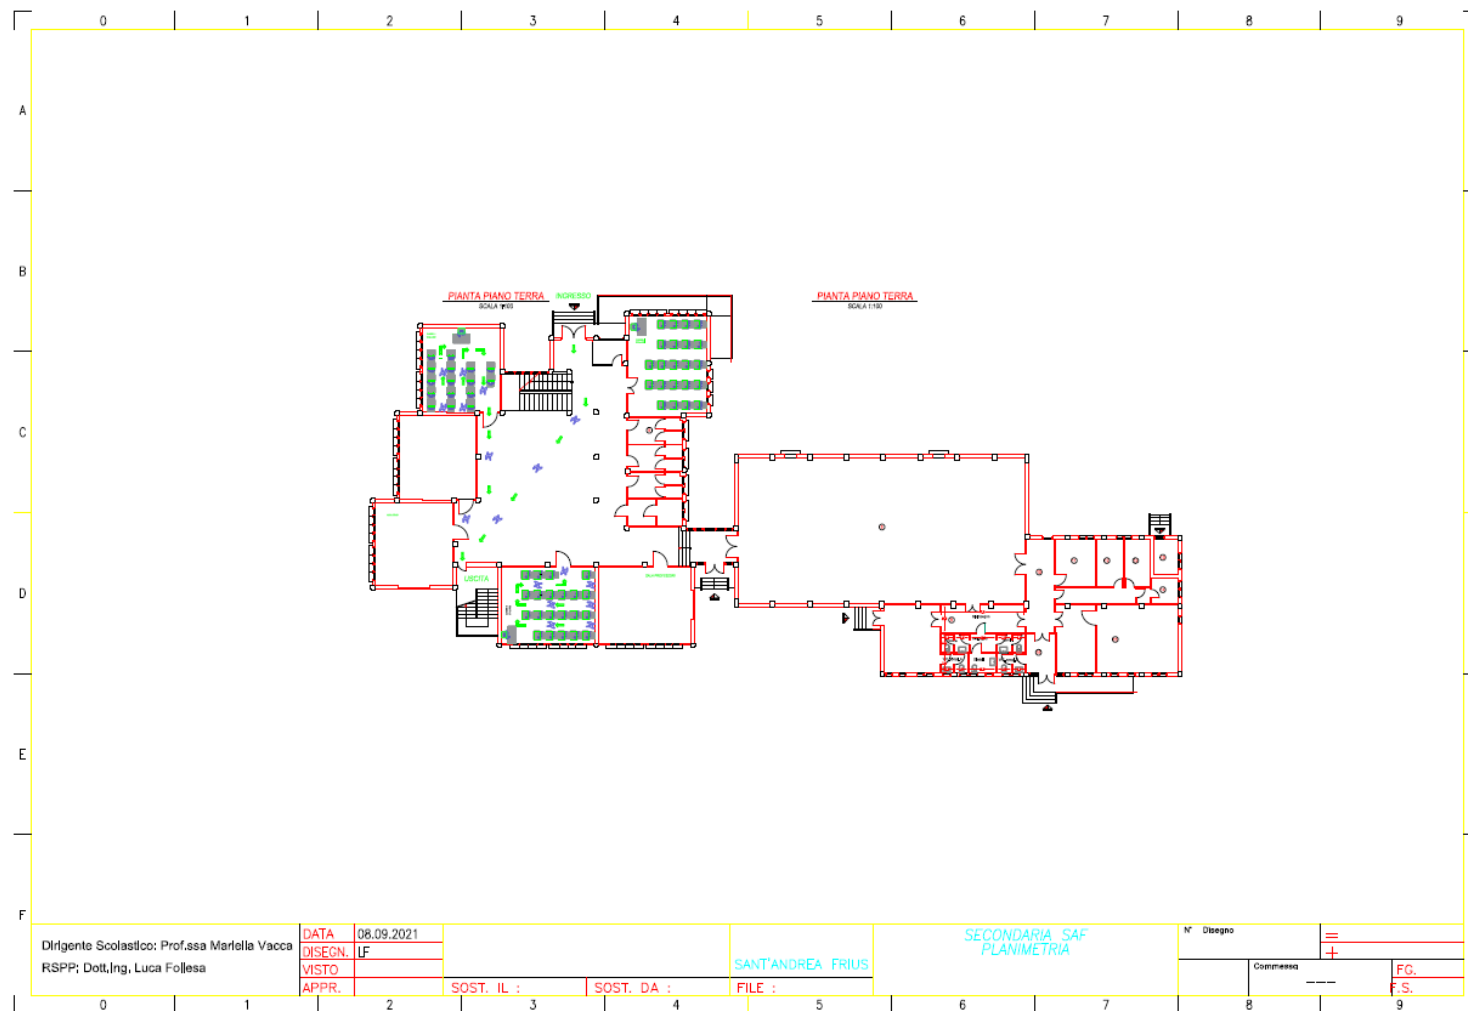 0 1 2 3 4 5 6 7 8 9
A
B
C
D
E
F
PIANTA PIANO TERRA
INGRESSO
PIANTA PIANO TERRA
SCALA 1:100
USCITA
Dirigente Scolastico: Prof.ssa Mariella Vacca
RSPP; Dott.Ing. Luca Follesa
DATA 08.09.2021
DISEGN. LF
VISTO
APPR.
SOST. IL :
SOST. DA :
SANT'ANDREA FRIUS
FILE :
SECONDARIA SAF
PLANIMETRIA
N° Disegno
=
+
Commessa
---
FG.
F.S.
0 1 2 3 4 5 6 7 8 9